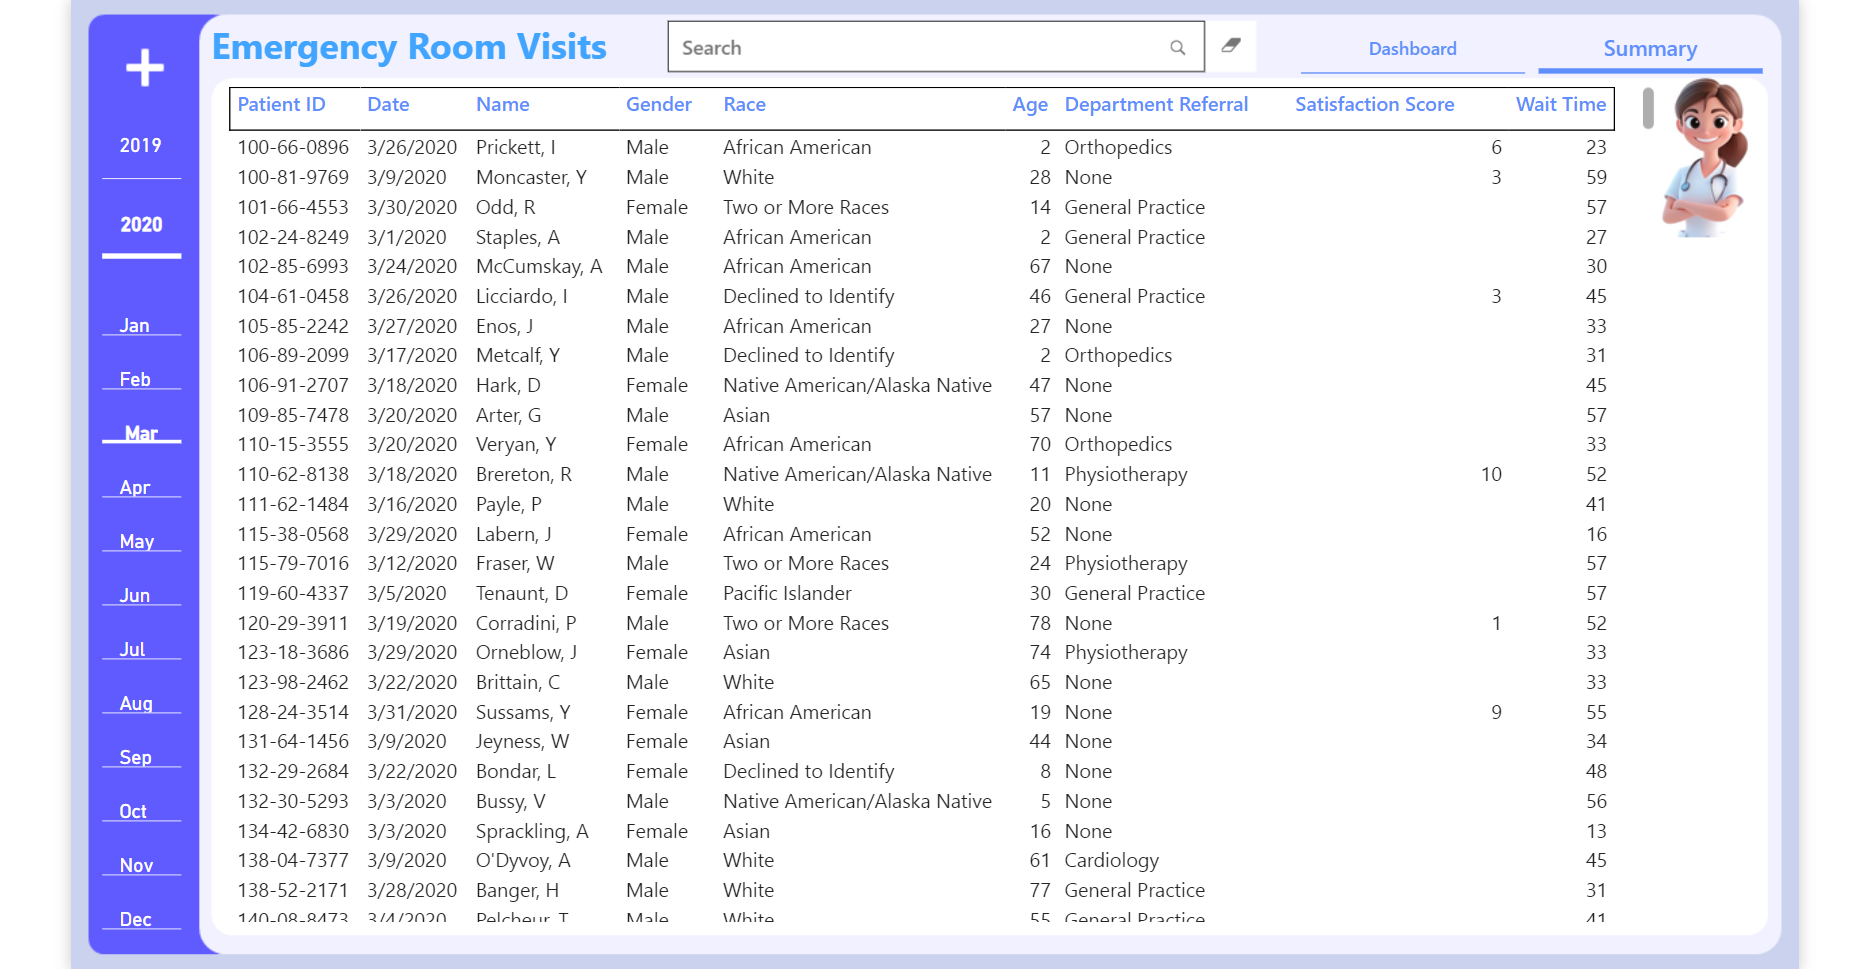 Emergency Room Visits
Search
Dashboard
Summary
2019
2020
Jan
Feb
Mar
Apr
May
Jun
Jul
Aug
Sep
Oct
Nov
Dec
Patient ID Date Name Gender Race Age Department Referral Satisfaction Score Wait Time
100-66-0896 3/26/2020 Prickett, I Male African American 2 Orthopedics 6 23
100-81-9769 3/9/2020 Moncaster, Y Male White 28 None 3 59
101-66-4553 3/30/2020 Odd, R Female Two or More Races 14 General Practice 57
102-24-8249 3/1/2020 Staples, A Male African American 2 General Practice 27
102-85-6993 3/24/2020 McCumskay, A Male African American 67 None 30
104-61-0458 3/26/2020 Licciardo, I Male Declined to Identify 46 General Practice 3 45
105-85-2242 3/27/2020 Enos, J Male African American 27 None 33
106-89-2099 3/17/2020 Metcalf, Y Male Declined to Identify 2 Orthopedics 31
106-91-2707 3/18/2020 Hark, D Female Native American/Alaska Native 47 None 45
109-85-7478 3/20/2020 Arter, G Male Asian 57 None 57
110-15-3555 3/20/2020 Veryan, Y Female African American 70 Orthopedics 33
110-62-8138 3/18/2020 Brereton, R Male Native American/Alaska Native 11 Physiotherapy 10 52
111-62-1484 3/16/2020 Payle, P Male White 20 None 41
115-38-0568 3/29/2020 Labern, J Female African American 52 None 16
115-79-7016 3/12/2020 Fraser, W Male Two or More Races 24 Physiotherapy 57
119-60-4337 3/5/2020 Tenaunt, D Female Pacific Islander 30 General Practice 57
120-29-3911 3/19/2020 Corradini, P Male Two or More Races 78 None 1 52
123-18-3686 3/29/2020 Orneblow, J Female Asian 74 Physiotherapy 33
123-98-2462 3/22/2020 Brittain, C Male White 65 None 33
128-24-3514 3/31/2020 Sussams, Y Female African American 19 None 9 55
131-64-1456 3/9/2020 Jeyness, W Female Asian 44 None 34
132-29-2684 3/22/2020 Bondar, L Female Declined to Identify 8 None 48
132-30-5293 3/3/2020 Bussy, V Male Native American/Alaska Native 5 None 56
134-42-6830 3/3/2020 Sprackling, A Female Asian 16 None 13
138-04-7377 3/9/2020 O'Dyvoy, A Male White 61 Cardiology 45
138-52-2171 3/28/2020 Banger, H Male White 77 General Practice 31
140-08-8473 3/4/2020 Pelcheur, T Male White 55 General Practice 41